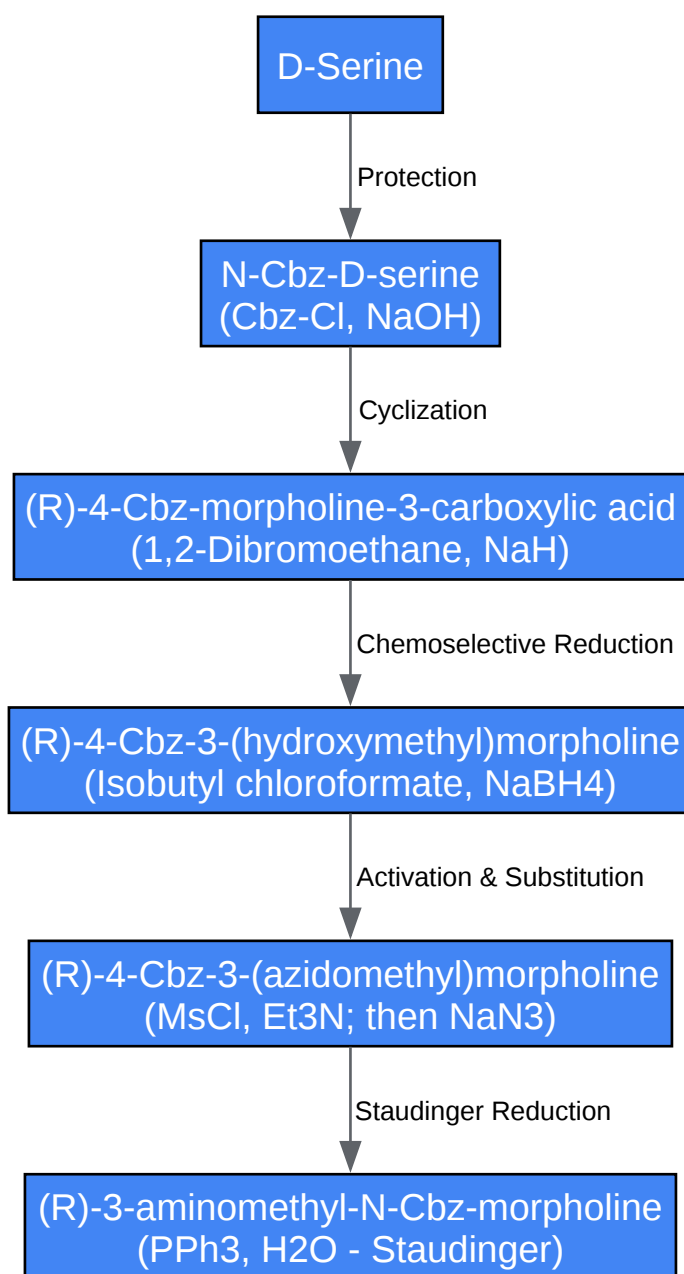 D-Serine
Protection
N-Cbz-D-serine
(Cbz-Cl, NaOH)
Cyclization
(R)-4-Cbz-morpholine-3-carboxylic acid
(1,2-Dibromoethane, NaH)
Chemoselective Reduction
(R)-4-Cbz-3-(hydroxymethyl)morpholine
(Isobutyl chloroformate, NaBH4)
Activation & Substitution
(R)-4-Cbz-3-(azidomethyl)morpholine
(MsCl, Et3N; then NaN3)
Staudinger Reduction
(R)-3-aminomethyl-N-Cbz-morpholine
(PPh3, H2O - Staudinger)